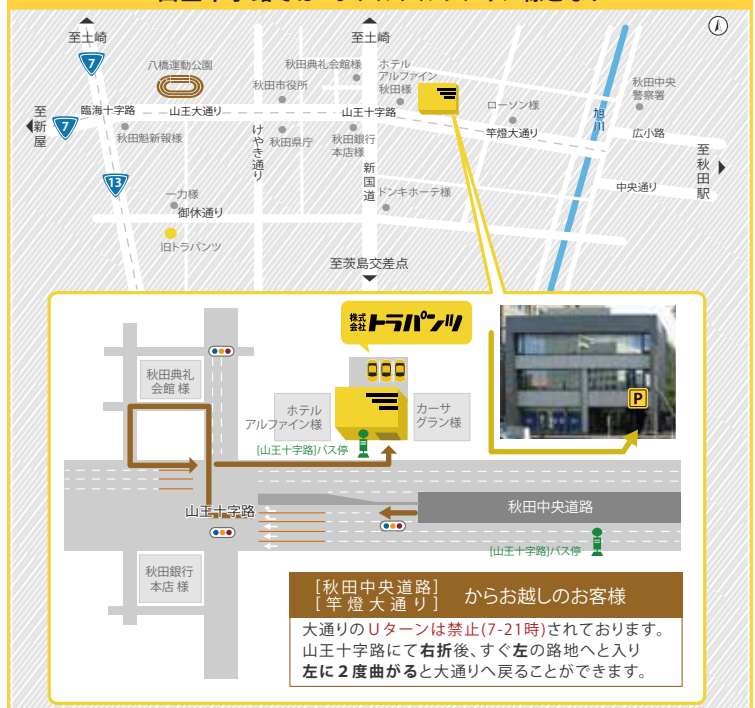 至土崎
至土崎
7
八橋運動公園
秋田典礼会館様
ホテル
アルファイン
秋田様
秋田市役所
秋田中央
警察署
至新屋
7
臨海十字路
山王大通り
山王十字路
ローソン様
竿燈大通り
旭川
広小路
秋田魁新報様
けやき通り
秋田県庁
秋田銀行
本店様
至秋田駅
13
新国道
中央通り
一力様
ドンキホーテ様
御休通り
旧トラパンツ
至茨島交差点
株式
会社
トラパンツ
秋田典礼
会館 様
ホテル
アルファイン様
カーサ
グラン様
P
[山王十字路]バス停
山王十字路
秋田中央道路
[山王十字路]バス停
秋田銀行
本店 様
[秋田中央道路]
[竿燈大通り]
からお越しのお客様
大通りのUターンは禁止(7-21時)されております。
山王十字路にて右折後、すぐ左の路地へと入り
左に２度曲がると大通りへ戻ることができます。